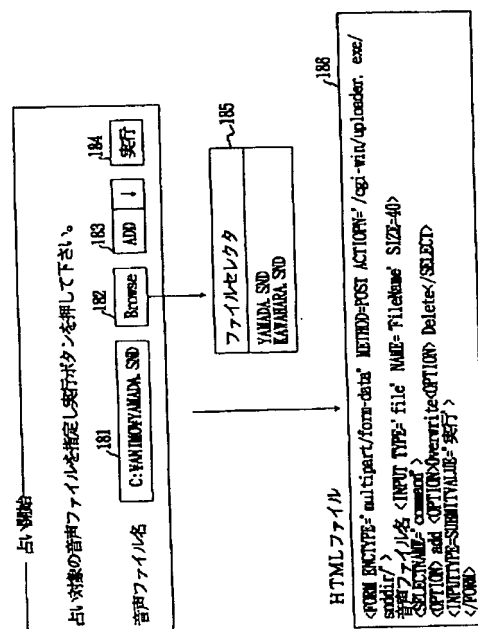 占い開始
占い対象の音声ファイルを指定し実行ボタンを押して下さい。
181
182
183
184
音声ファイル名
C:¥ANIMO¥YAMADA.SND
Browse
ADD ↓
実行
185
ファイルセレクタ
YAMADA.SND
KAWAHARA.SND
188
HTMLファイル
<FORM ENCTYPE='multipart/form-data' METHOD=POST ACTIOPN='/cgi-win/uploader. exe/
snddir/'>
音声ファイル名 <INPUT TYPE='file' NAME='FileName' SIZE=40>
<SELECTNAME='command'>
<OPTION> add <OPTION>Overwrite<OPTION> Delete</SELECT>
<INPUTTYPE=SUBMITVALUE='実行'>
</FORM>